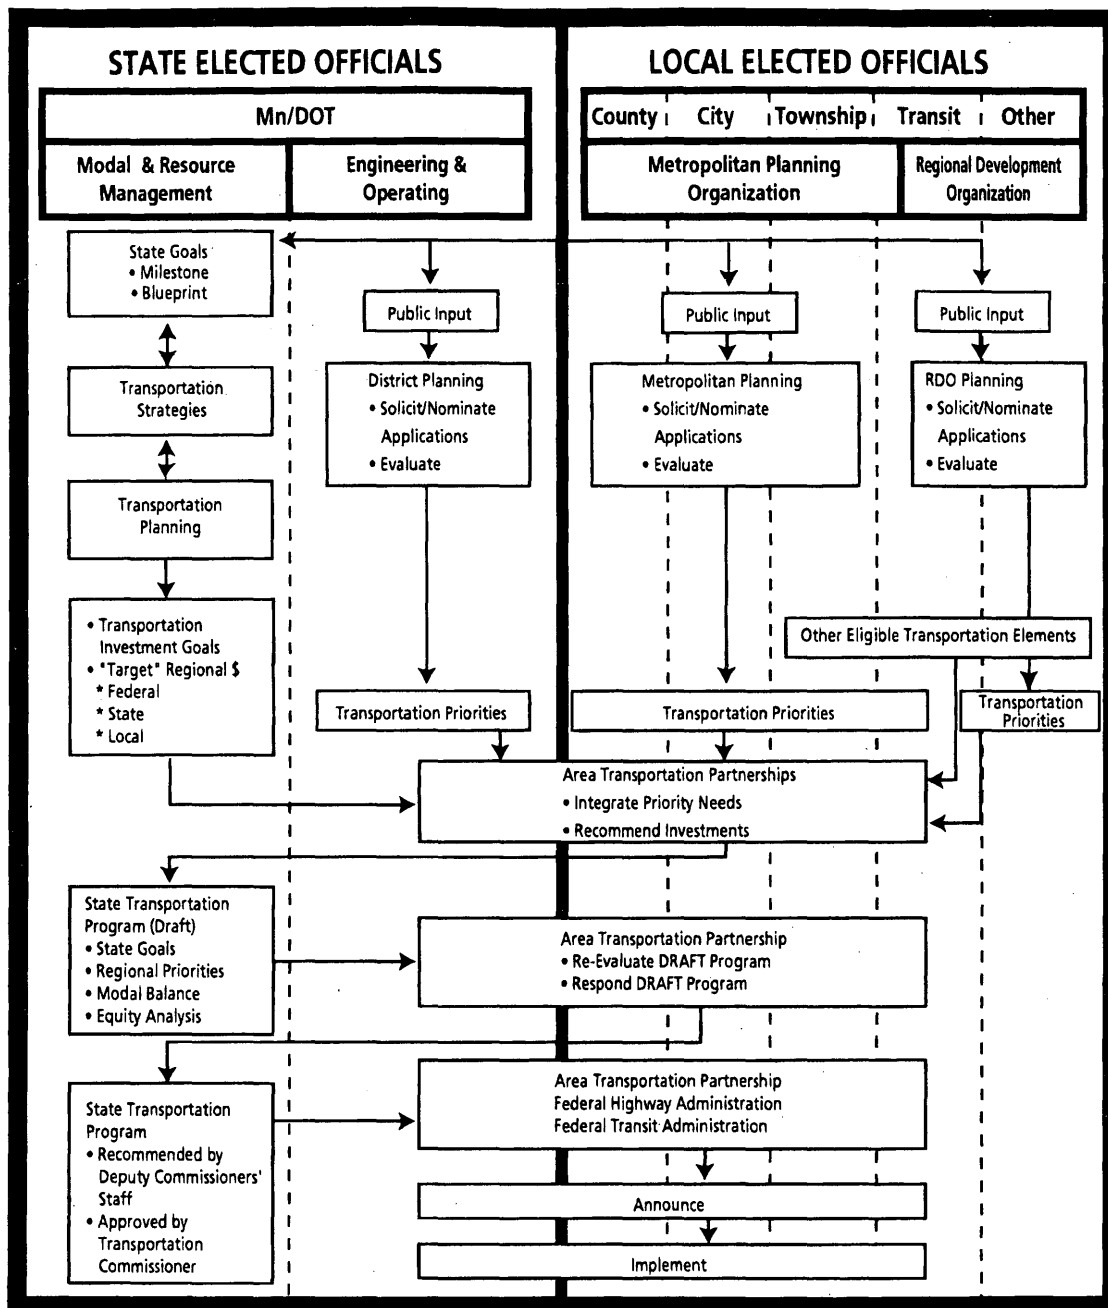 STATE ELECTED OFFICIALS
LOCAL ELECTED OFFICIALS
Mn/DOT
County
City
Township
Transit
Other
Modal & Resource
Management
Engineering &
Operating
Metropolitan Planning
Organization
Regional Development
Organization
State Goals
• Milestone
• Blueprint
Public Input
Public Input
Public Input
Transportation
Strategies
District Planning
• Solicit/Nominate
Applications
• Evaluate
Metropolitan Planning
• Solicit/Nominate
Applications
• Evaluate
RDO Planning
• Solicit/Nominate
Applications
• Evaluate
Transportation
Planning
• Transportation
Investment Goals
• "Target" Regional $
* Federal
* State
* Local
Other Eligible Transportation Elements
Transportation Priorities
Transportation Priorities
Transportation
Priorities
Area Transportation Partnerships
• Integrate Priority Needs
• Recommend Investments
State Transportation
Program (Draft)
• State Goals
• Regional Priorities
• Modal Balance
• Equity Analysis
Area Transportation Partnership
• Re-Evaluate DRAFT Program
• Respond DRAFT Program
State Transportation
Program
• Recommended by
Deputy Commissioners'
Staff
• Approved by
Transportation
Commissioner
Area Transportation Partnership
Federal Highway Administration
Federal Transit Administration
Announce
Implement